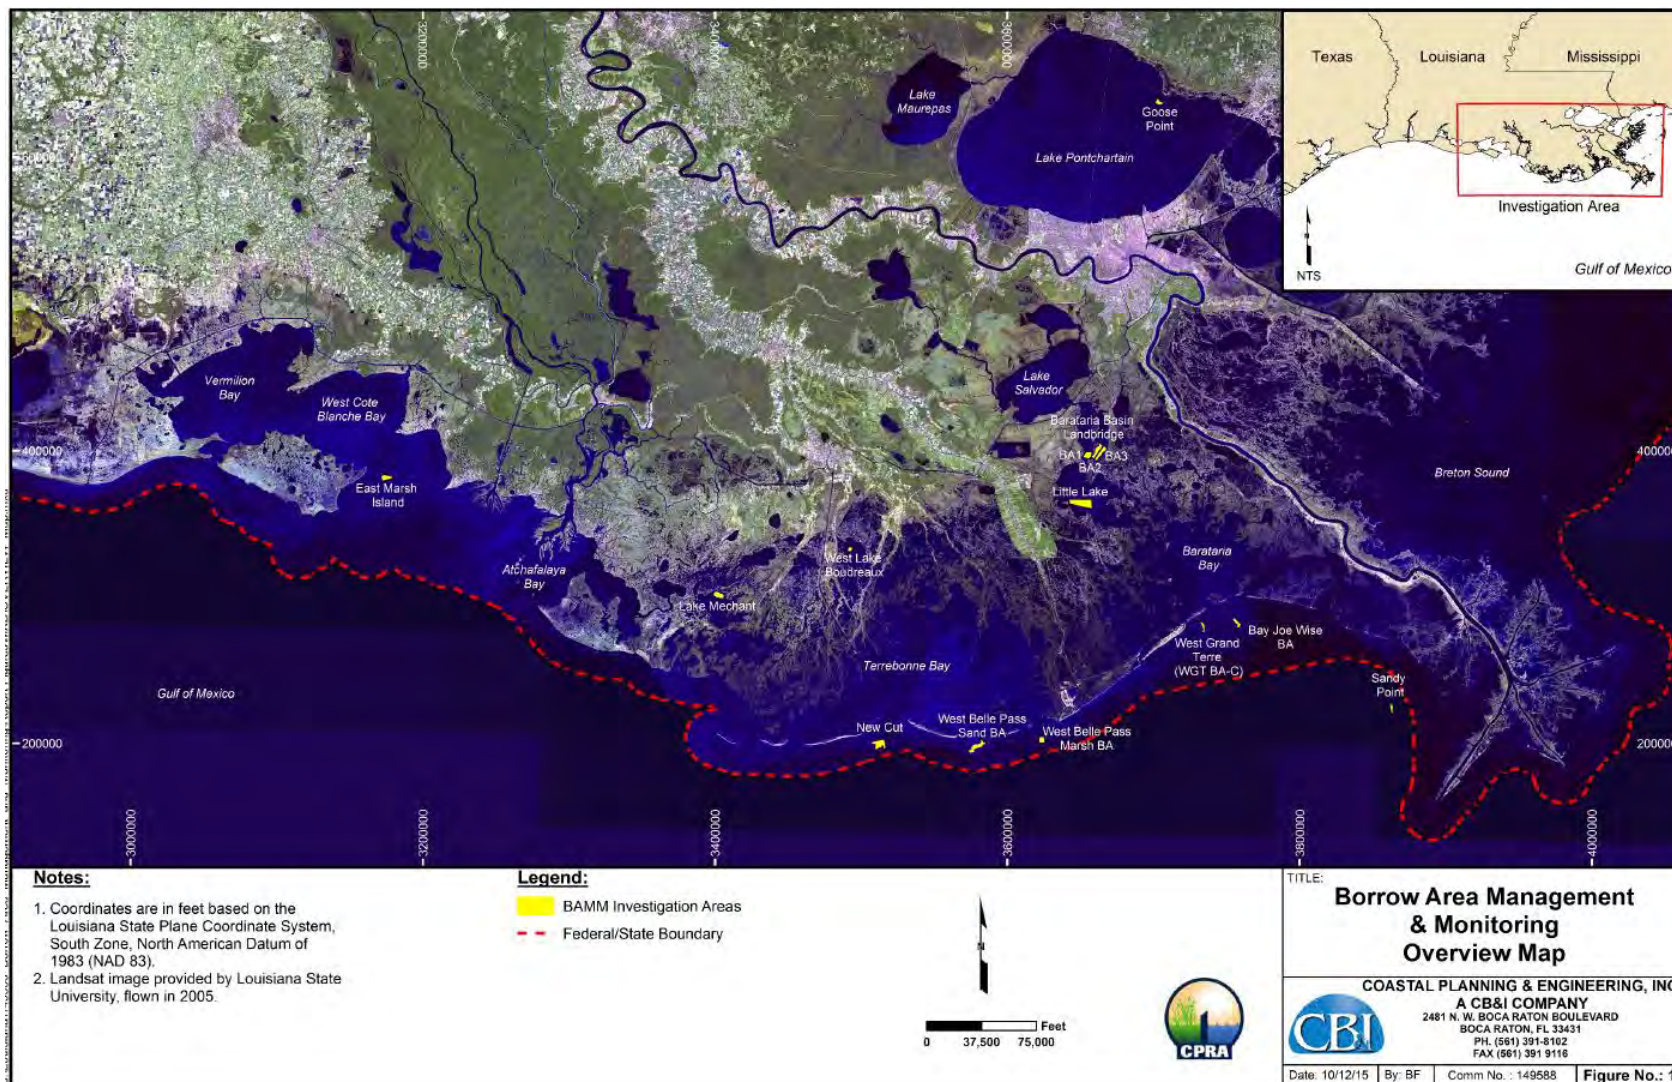 3200000
3400000
3600000
Texas
Louisiana
Mississippi
Investigation Area
NTS
Gulf of Mexico
Lake
Maurepas
Goose
Point
Lake Pontchartain
Vermilion
Bay
West Cote
Blanche Bay
Lake
Salvador
Barataria Basin
Landbridge
BA1
BA3
BA2
400000
400000
East Marsh
Island
Little Lake
Breton Sound
Atchafalaya
Bay
West Lake
Boudreaux
Barataria
Bay
Lake Mechant
Terrebonne Bay
West Grand
Terre
(WGT BA-C)
Bay Joe Wise
BA
Sandy
Point
Gulf of Mexico
200000
New Cut
West Belle Pass
Sand BA
West Belle Pass
Marsh BA
200000
3000000
3200000
3400000
3600000
3800000
4000000
Notes:
1. Coordinates are in feet based on the
Louisiana State Plane Coordinate System,
South Zone, North American Datum of
1983 (NAD 83).
2. Landsat image provided by Louisiana State
University, flown in 2005.
Legend:
BAMM Investigation Areas
Federal/State Boundary
N
Feet
0 37,500 75,000
CPRA
TITLE:
Borrow Area Management
& Monitoring
Overview Map
CB&I
COASTAL PLANNING & ENGINEERING, INC
A CB&I COMPANY
2481 N. W. BOCA RATON BOULEVARD
BOCA RATON, FL 33431
PH. (561) 391-8102
FAX (561) 391 9116
Date: 10/12/15
By: BF
Comm No. : 149588
Figure No.: 1